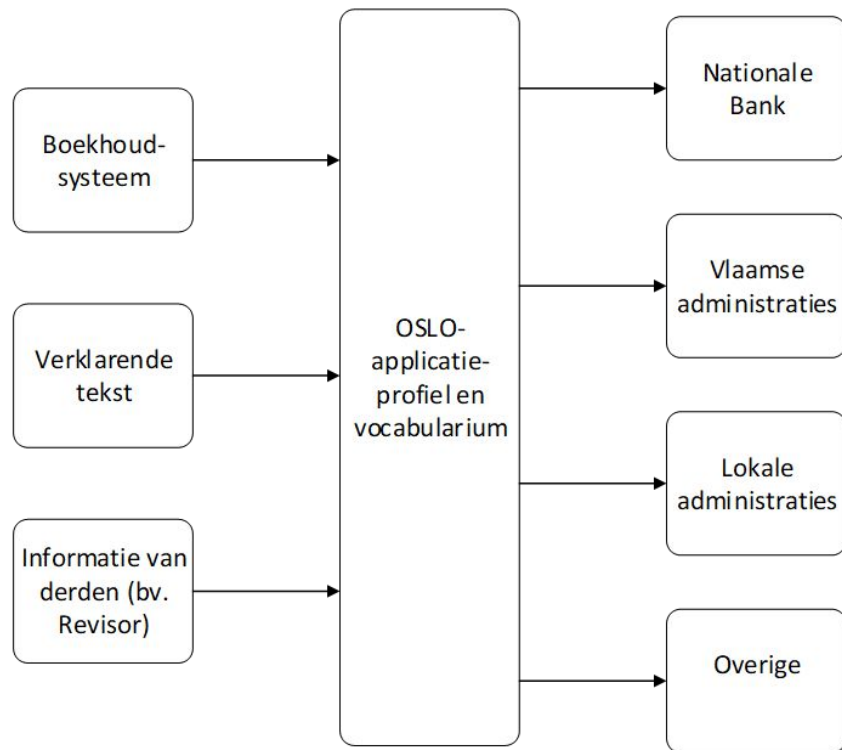 Boekhoud-
systeem
Verklarende
tekst
Informatie van
derden (bv.
Revisor)
OSLO-
applicatie-
profiel en
vocabularium
Nationale
Bank
Vlaamse
administraties
Lokale
administraties
Overige